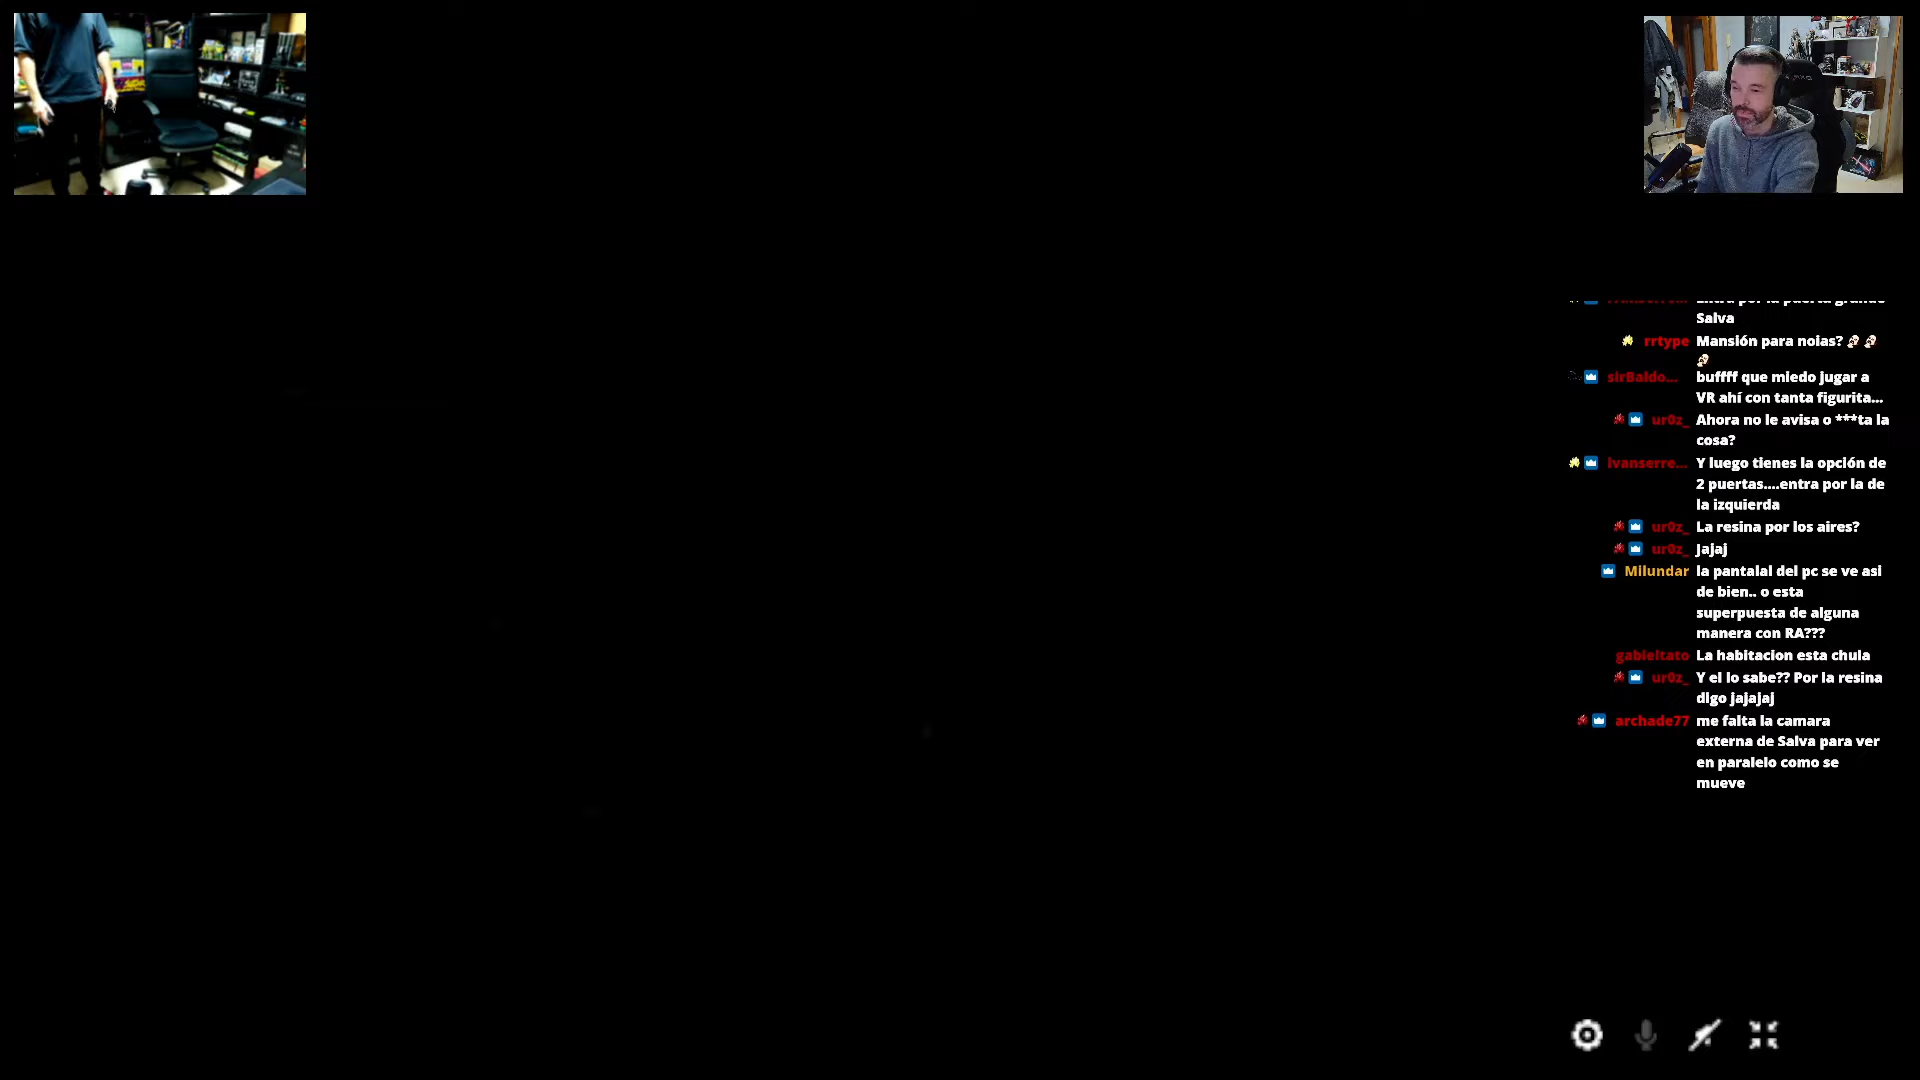 Salva
rrtype Mansión para noias?
sirBaldo... buffff que miedo jugar a
VR ahí con tanta figurita...
ur0z_ Ahora no le avisa o ***ta la
cosa?
Ivanserre... Y luego tienes la opción de
2 puertas....entra por la de
la izquierda
ur0z_ La resina por los aires?
ur0z_ Jajaj
Milundar la pantalal del pc se ve asi
de bien.. o esta
superpuesta de alguna
manera con RA???
gabieltato La habitacion esta chula
ur0z_ Y el lo sabe?? Por la resina
digo jajajaj
archade77 me falta la camara
externa de Salva para ver
en paralelo como se
mueve